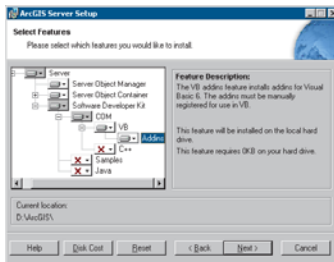 ArcGIS Server Setup
Select Features
Please select which features you would like to install.
Server
Server Object Manager
Server Object Container
Software Developer Kit
COM
VB
Addins
C++
Samples
Java
Feature Description:
The VB addins feature installs addins for Visual
Basic 6. The addins must be manually
registered for use in VB.
This feature will be installed on the local hard
drive.
This feature requires 0KB on your hard drive.
Current location:
D:\ArcGIS\
Help
Disk Cost
Reset
< Back
Next >
Cancel